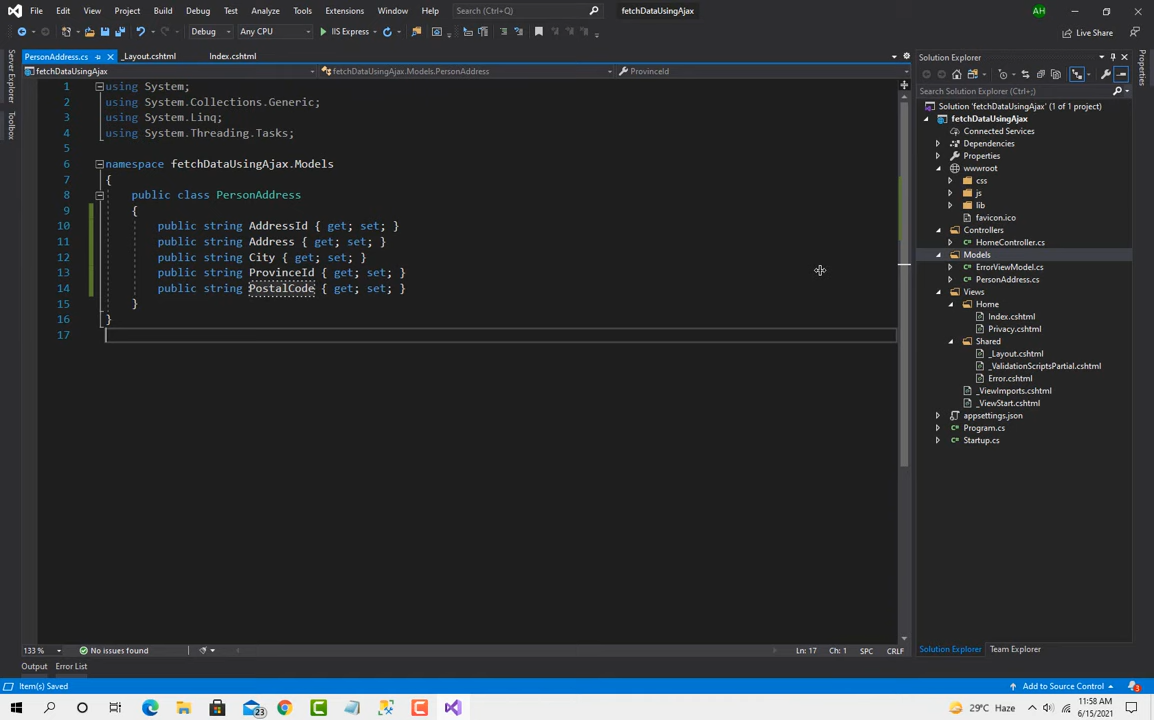 File Edit View Project Build Debug Test Analyze Tools Extensions Window Help Search (Ctrl+Q) fetchDataUsingAjax AH
Debug Any CPU IIS Express Live Share
PersonAddress.cs _Layout.cshtml Index.cshtml
fetchDataUsingAjax fetchDataUsingAjax.Models.PersonAddress ProvinceId
Server Explorer
Toolbox
1 using System;
2 using System.Collections.Generic;
3 using System.Linq;
4 using System.Threading.Tasks;
5
6 namespace fetchDataUsingAjax.Models
7 {
8 public class PersonAddress
9 {
10 public string AddressId { get; set; }
11 public string Address { get; set; }
12 public string City { get; set; }
13 public string ProvinceId { get; set; }
14 public string PostalCode { get; set; }
15 }
16 }
17
133 % No issues found Ln: 17 Ch: 1 SPC CRLF
Output Error List
Solution Explorer
Search Solution Explorer (Ctrl+;)
Solution 'fetchDataUsingAjax' (1 of 1 project)
fetchDataUsingAjax
Connected Services
Dependencies
Properties
wwwroot
css
js
lib
favicon.ico
Controllers
HomeController.cs
Models
ErrorViewModel.cs
PersonAddress.cs
Views
Home
Index.cshtml
Privacy.cshtml
Shared
_Layout.cshtml
_ValidationScriptsPartial.cshtml
Error.cshtml
_ViewImports.cshtml
_ViewStart.cshtml
appsettings.json
Program.cs
Startup.cs
Solution Explorer Team Explorer
Properties
Item(s) Saved Add to Source Control 3
23 29°C Haze 11:58 AM
6/15/2021